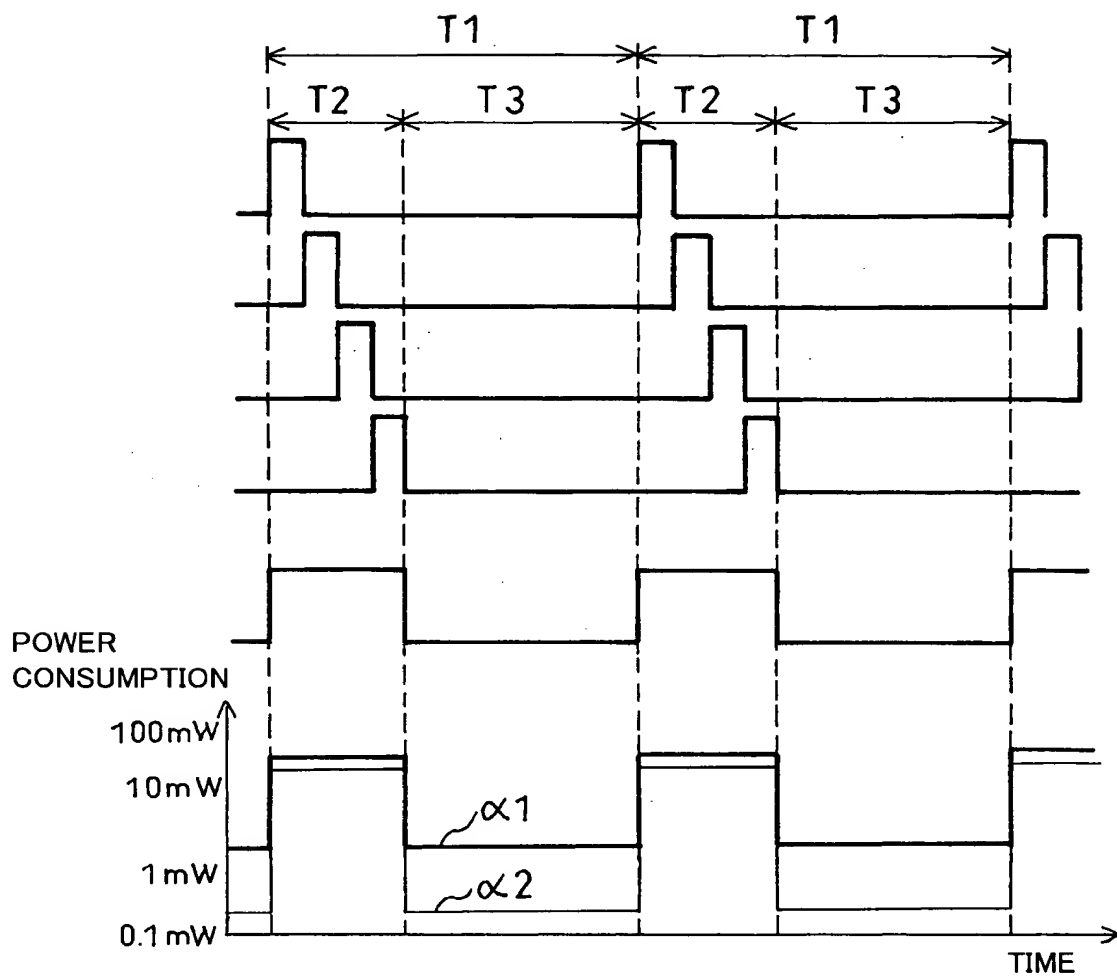 T1 T1
T2 T3 T2 T3
POWER
CONSUMPTION
100mW
10mW
α1
1mW
α2
0.1mW
TIME